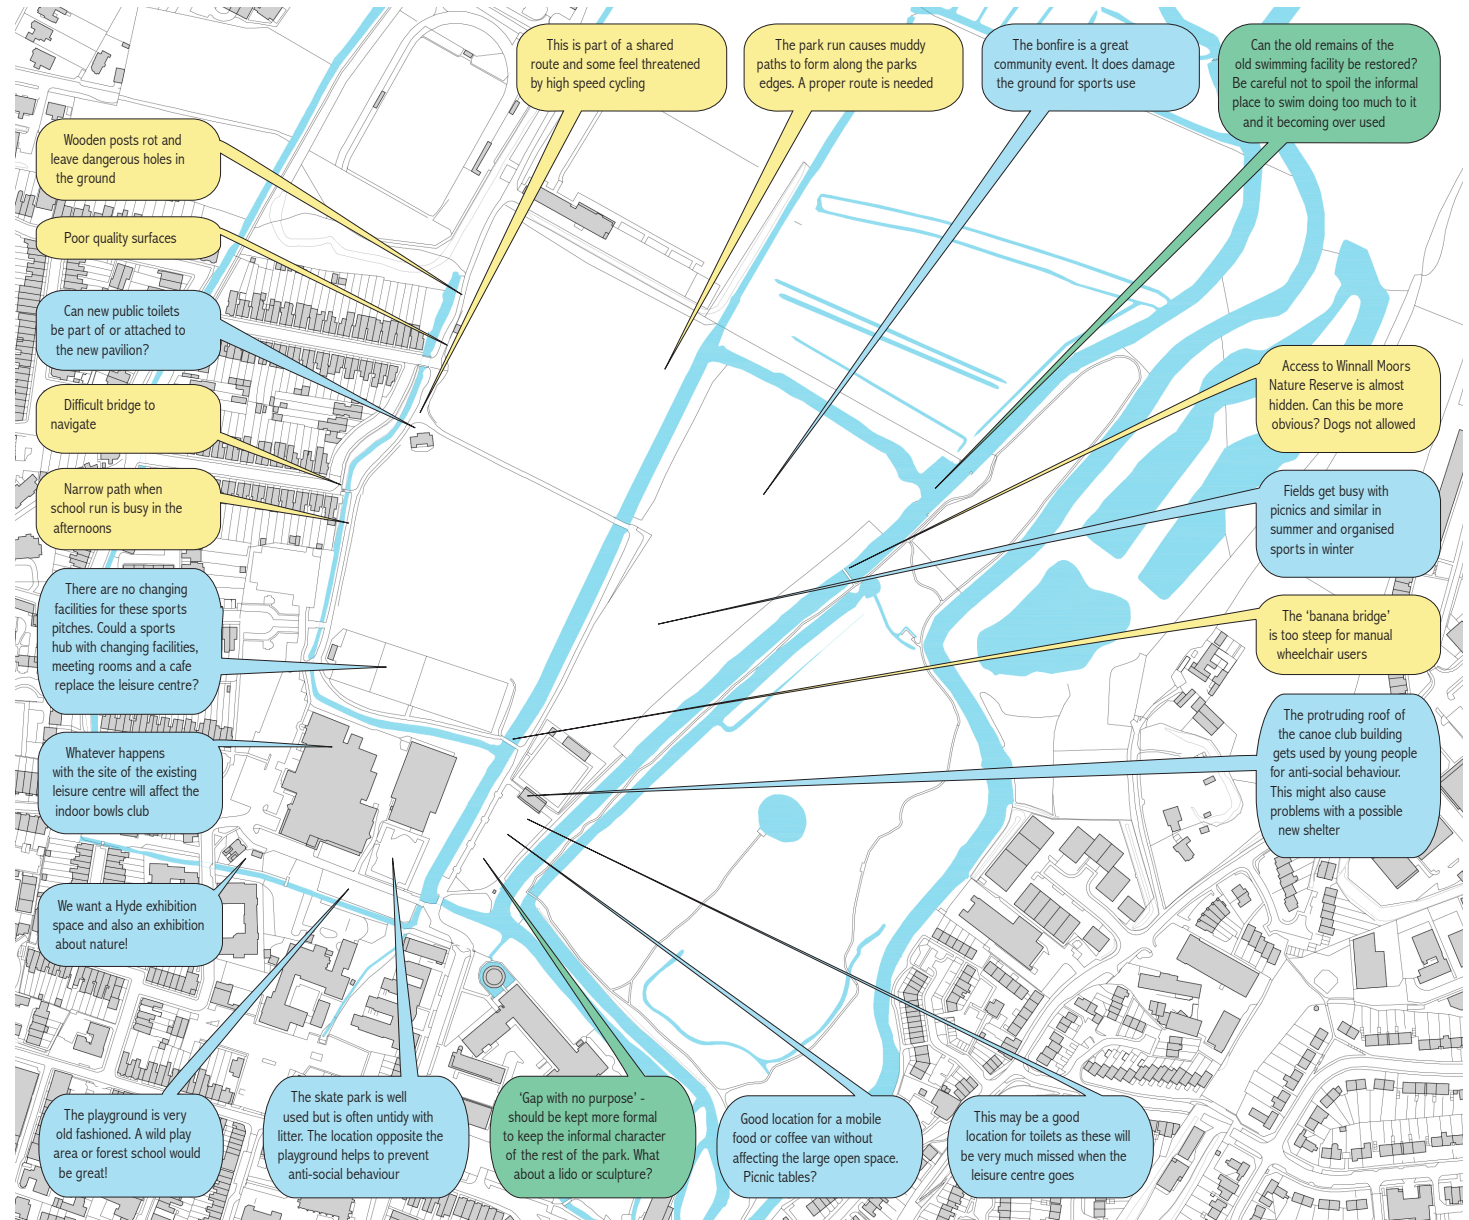 This is part of a shared
route and some feel threatened
by high speed cycling
The park run causes muddy
paths to form along the parks
edges. A proper route is needed
The bonfire is a great
community event. It does damage
the ground for sports use
Can the old remains of the
old swimming facility be restored?
Be careful not to spoil the informal
place to swim doing too much to it
and it becoming over used
Wooden posts rot and
leave dangerous holes in
the ground
Poor quality surfaces
Can new public toilets
be part of or attached to
the new pavilion?
Difficult bridge to
navigate
Narrow path when
school run is busy in the
afternoons
There are no changing
facilities for these sports
pitches. Could a sports
hub with changing facilities,
meeting rooms and a cafe
replace the leisure centre?
Whatever happens
with the site of the existing
leisure centre will affect the
indoor bowls club
We want a Hyde exhibition
space and also an exhibition
about nature!
Access to Winnall Moors
Nature Reserve is almost
hidden. Can this be more
obvious? Dogs not allowed
Fields get busy with
picnics and similar in
summer and organised
sports in winter
The ‘banana bridge’
is too steep for manual
wheelchair users
The protruding roof of
the canoe club building
gets used by young people
for anti-social behaviour.
This might also cause
problems with a possible
new shelter
The playground is very
old fashioned. A wild play
area or forest school would
be great!
The skate park is well
used but is often untidy with
litter. The location opposite the
playground helps to prevent
anti-social behaviour
‘Gap with no purpose’ -
should be kept more formal
to keep the informal character
of the rest of the park. What
about a lido or sculpture?
Good location for a mobile
food or coffee van without
affecting the large open space.
Picnic tables?
This may be a good
location for toilets as these will
be very much missed when the
leisure centre goes